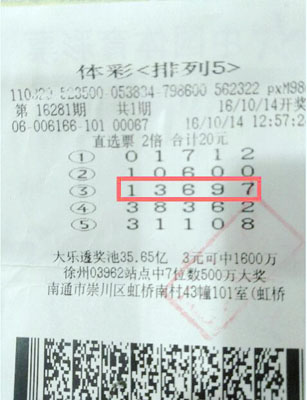 体彩<排列5>
110329 523500-053834-798600 562322 pxM98
第 16281期 共1期 16/10/14开奖
06-006166-101 00067 16/10/14 12:57:2
直选票 2倍 合计20元
① 0 1 7 1 2
② 1 0 6 0 0
③ 1 3 6 9 7
④ 3 8 3 6 2
⑤ 3 1 1 0 8
大乐透奖池35.65亿 3元可中1600万
徐州03962站点中7位数500万大奖
南通市崇川区虹桥南村43幢101室(虹桥